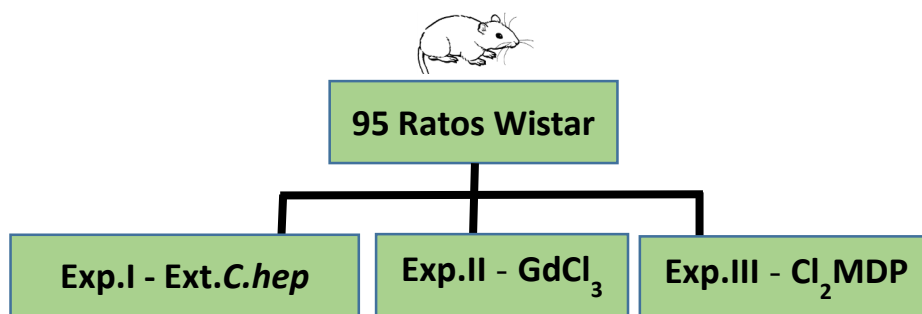 95 Ratos Wistar
Exp.I - Ext.C.hep
Exp.II - GdCl₃
Exp.III - Cl₂MDP